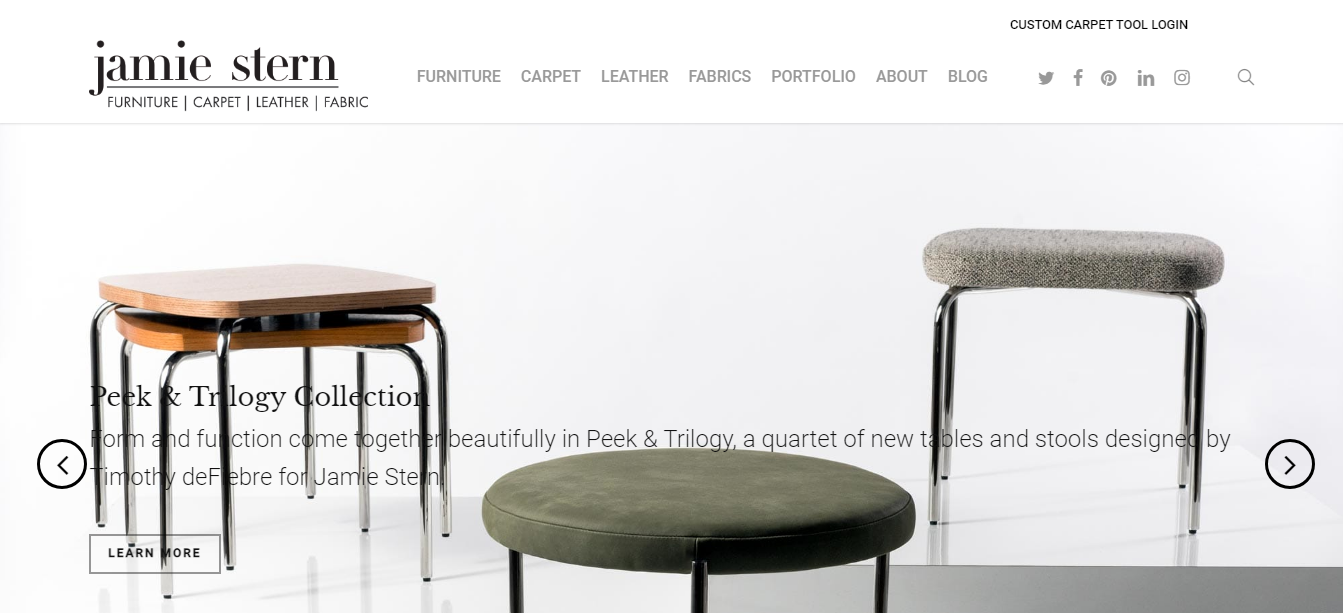 CUSTOM CARPET TOOL LOGIN
jamie stern
FURNITURE | CARPET | LEATHER | FABRIC
FURNITURE CARPET LEATHER FABRICS PORTFOLIO ABOUT BLOG
Peek & Trilogy Collection
Form and function come together beautifully in Peek & Trilogy, a quartet of new tables and stools designed by
Timothy deFiebre for Jamie Stern.
LEARN MORE